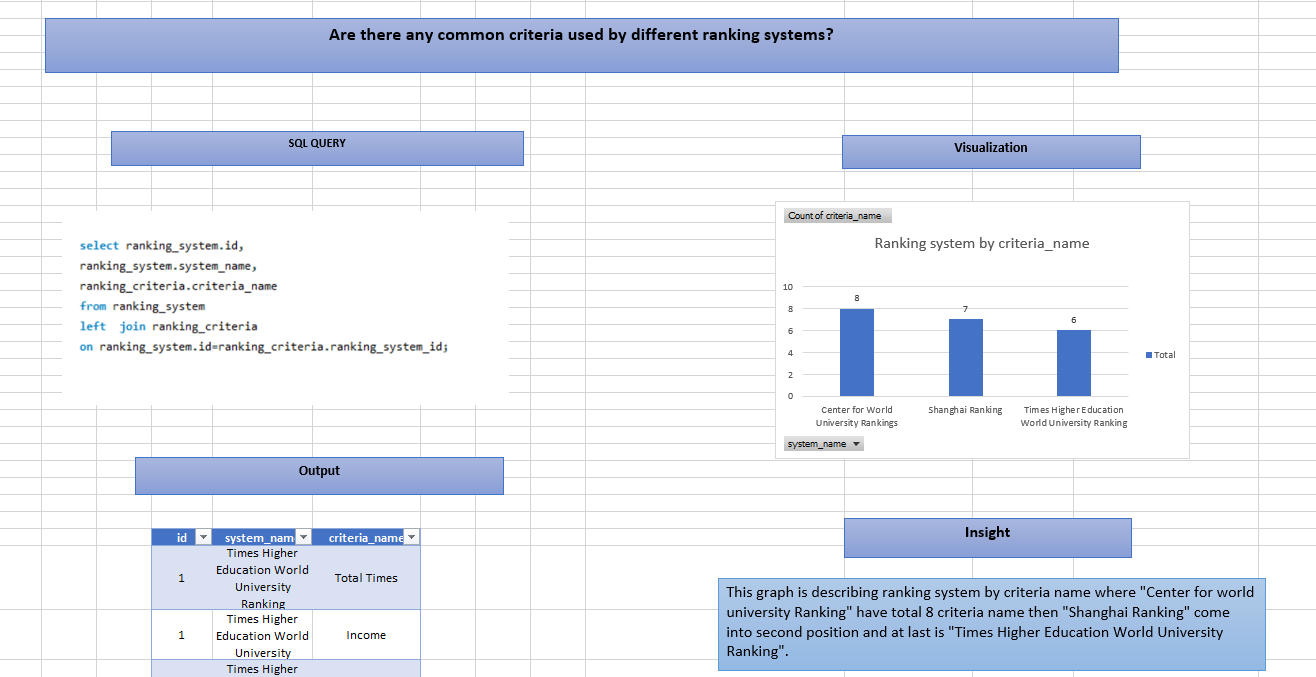 Are there any common criteria used by different ranking systems?
SQL QUERY
select ranking_system.id,
ranking_system.system_name,
ranking_criteria.criteria_name
from ranking_system
left join ranking_criteria
on ranking_system.id=ranking_criteria.ranking_system_id;
Output
id system_nam criteria_name
1
Times Higher
Education World
University
Ranking
Total Times
1
Times Higher
Education World
University
Income
Times Higher
Visualization
Count of criteria_name
Ranking system by criteria_name
10
8
6
4
2
0
8
7
6
Center for World
University Rankings
Shanghai Ranking
Times Higher Education
World University Ranking
Total
system_name
Insight
This graph is describing ranking system by criteria name where "Center for world
university Ranking" have total 8 criteria name then "Shanghai Ranking" come
into second position and at last is "Times Higher Education World University
Ranking".